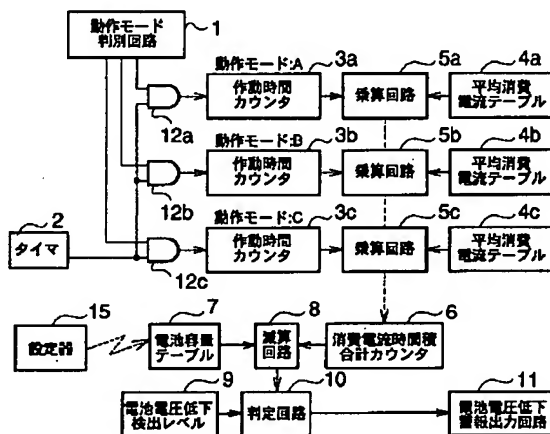 動作モード
判別回路
1
動作モード:A
3a
5a
4a
作動時間
カウンタ
乗算回路
平均消費
電流テーブル
12a
動作モード:B
3b
5b
4b
作動時間
カウンタ
乗算回路
平均消費
電流テーブル
12b
2
タイマ
動作モード:C
3c
5c
4c
作動時間
カウンタ
乗算回路
平均消費
電流テーブル
12c
15
7
8
6
設定器
電池容量
テーブル
減算
回路
消費電流時間積
合計カウンタ
9
10
11
電池電圧低下
検出レベル
判定回路
電池電圧低下
警報出力回路